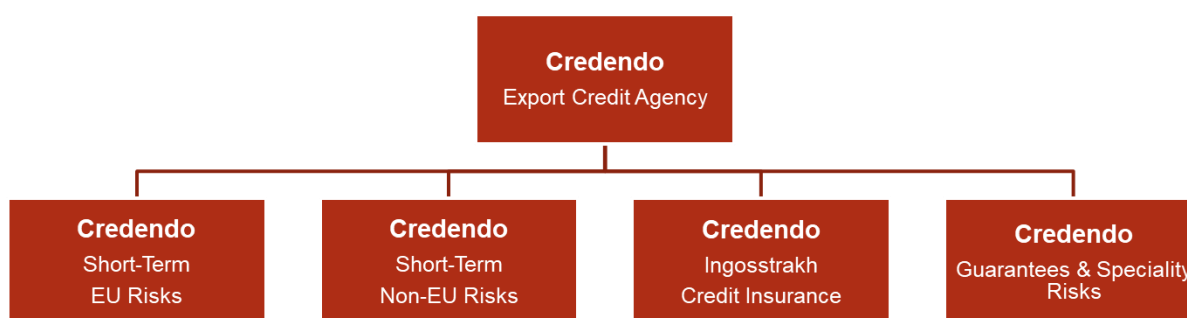 Credendo
Export Credit Agency
Credendo
Short-Term
EU Risks
Credendo
Short-Term
Non-EU Risks
Credendo
Ingosstrakh
Credit Insurance
Credendo
Guarantees & Speciality
Risks